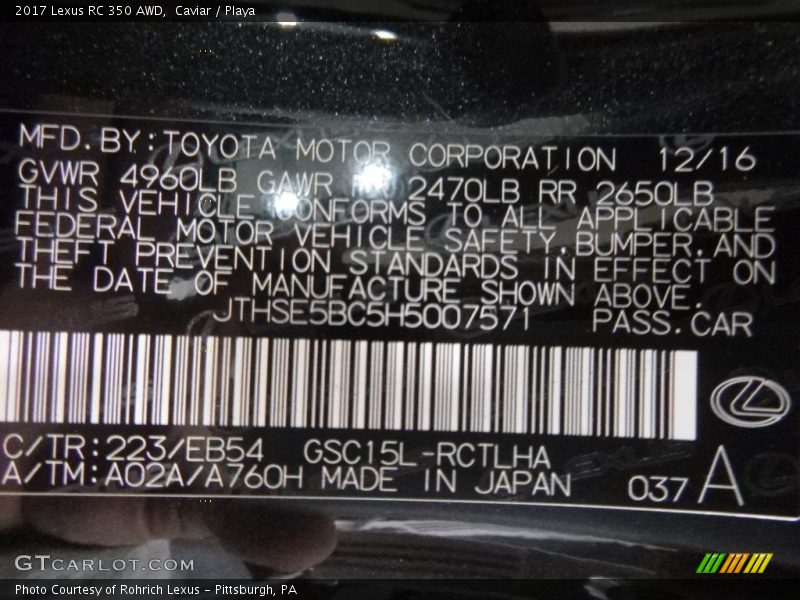 2017 Lexus RC 350 AWD,  Caviar / Playa
MFD.BY:TOYOTA MOTOR CORPORATION 12/16
GVWR 4960LB GAWR 2470LB RR 2650LB
THIS VEHICLE CONFORMS TO ALL APPLICABLE
FEDERAL MOTOR VEHICLE SAFETY,BUMPER,AND
THEFT PREVENTION STANDARDS IN EFFECT ON
THE DATE OF MANUFACTURE SHOWN ABOVE.
JTHSE5BC5H5007571 PASS.CAR
C/TR:223/EB54 GSC15L-RCTLHA
A/TM:A02A/A760H MADE IN JAPAN 037 A
GTcarlot.com
Photo Courtesy of Rohrich Lexus - Pittsburgh, PA